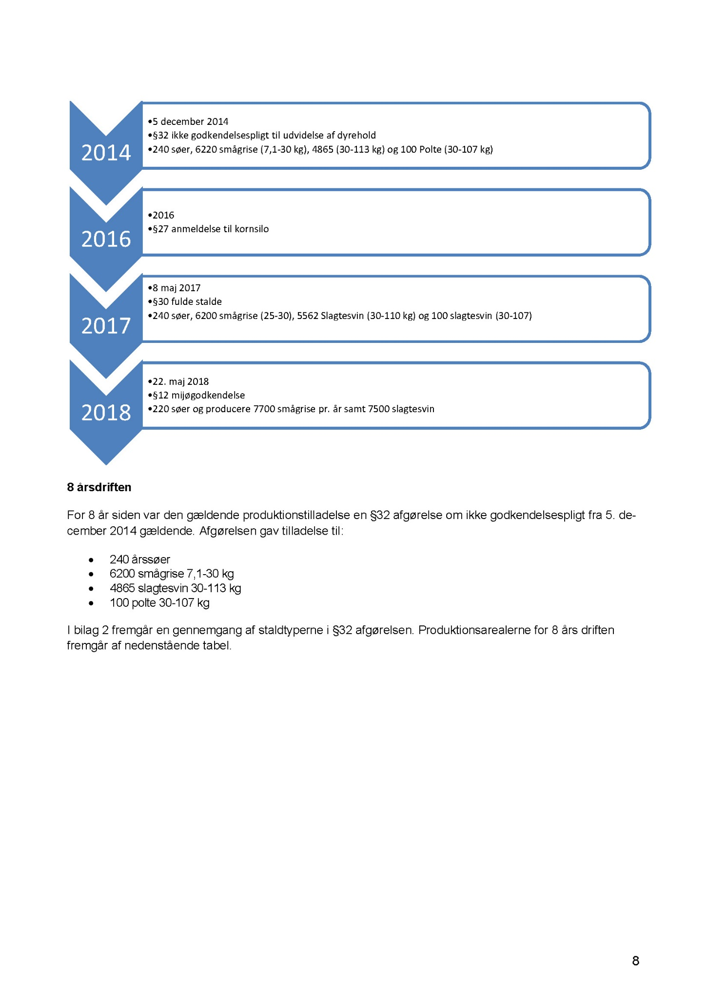 2014
•5 december 2014
•§32 ikke godkendelsespligt til udvidelse af dyrehold
•240 søer, 6220 smågrise (7,1-30 kg), 4865 (30-113 kg) og 100 Polte (30-107 kg)
2016
•2016
•§27 anmeldelse til kornsilo
2017
•8 maj 2017
•§30 fulde stalde
•240 søer, 6200 smågrise (25-30), 5562 Slagtesvin (30-110 kg) og 100 slagtesvin (30-107)
2018
•22. maj 2018
•§12 mijøgodkendelse
•220 søer og producere 7700 smågrise pr. år samt 7500 slagtesvin
8 årsdriften
For 8 år siden var den gældende produktionstilladelse en §32 afgørelse om ikke godkendelsespligt fra 5. de-
cember 2014 gældende. Afgørelsen gav tilladelse til:
• 240 årssøer
• 6200 smågrise 7,1-30 kg
• 4865 slagtesvin 30-113 kg
• 100 polte 30-107 kg
I bilag 2 fremgår en gennemgang af staldtyperne i §32 afgørelsen. Produktionsarealerne for 8 års driften
fremgår af nedenstående tabel.
8